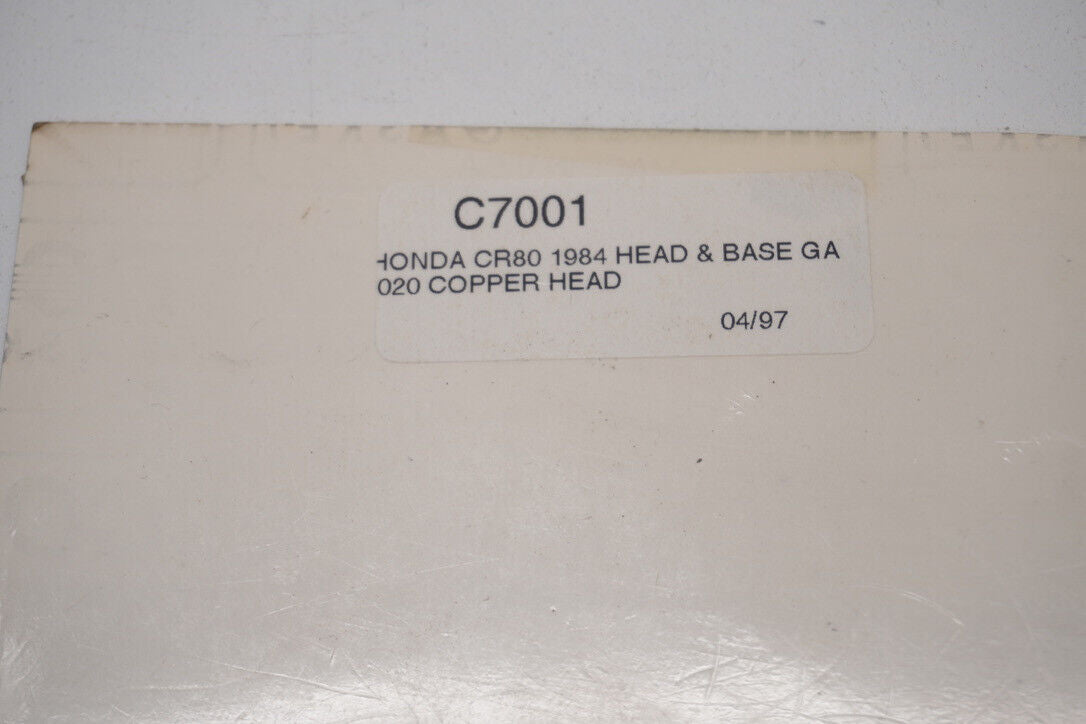 C7001
HONDA CR80 1984 HEAD & BASE GA
020 COPPER HEAD
04/97